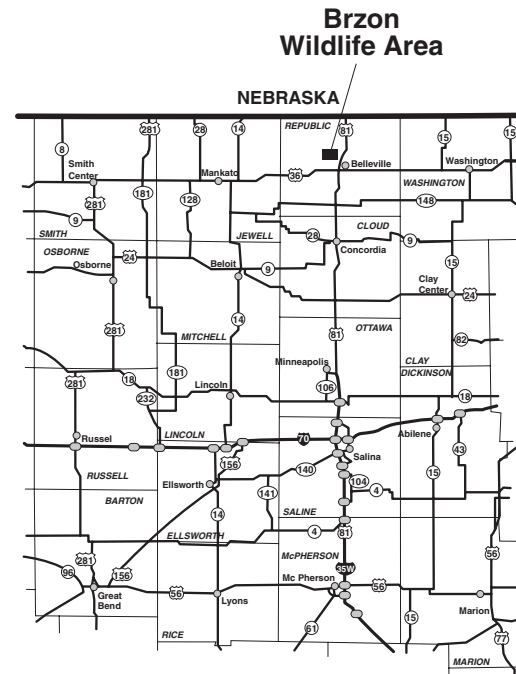 Brzon
Wildlife Area
NEBRASKA
REPUBLIC
281
28
14
81
15
15
8
Smith
Center
Mankato
36
Belleville
Washington
WASHINGTON
281
181
128
148
9
SMITH
JEWELL
28
CLOUD
9
OSBORNE
24
Concordia
15
Osborne
Beloit
9
Clay
Center
24
281
14
81
OTTAWA
MITCHELL
82
Minneapolis
CLAY
DICKINSON
281
18
181
106
232
Lincoln
18
Russel
LINCOLN
70
Abilene
156
Salina
43
RUSSELL
Ellsworth
140
104
15
BARTON
141
4
14
SALINE
ELLSWORTH
4
81
281
McPHERSON
56
96
156
35W
Mc Pherson
56
Great
Bend
56
Lyons
Marion
61
15
RICE
77
MARION